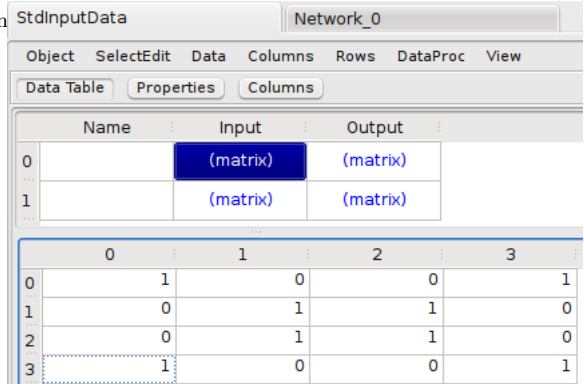 n StdInputData Network_0
Object SelectEdit Data Columns Rows DataProc View
Data Table Properties Columns
Name Input Output
0 (matrix) (matrix)
1 (matrix) (matrix)
0 1 2 3
0 1 0 0 1
1 0 1 1 0
2 0 1 1 0
3 1 0 0 1